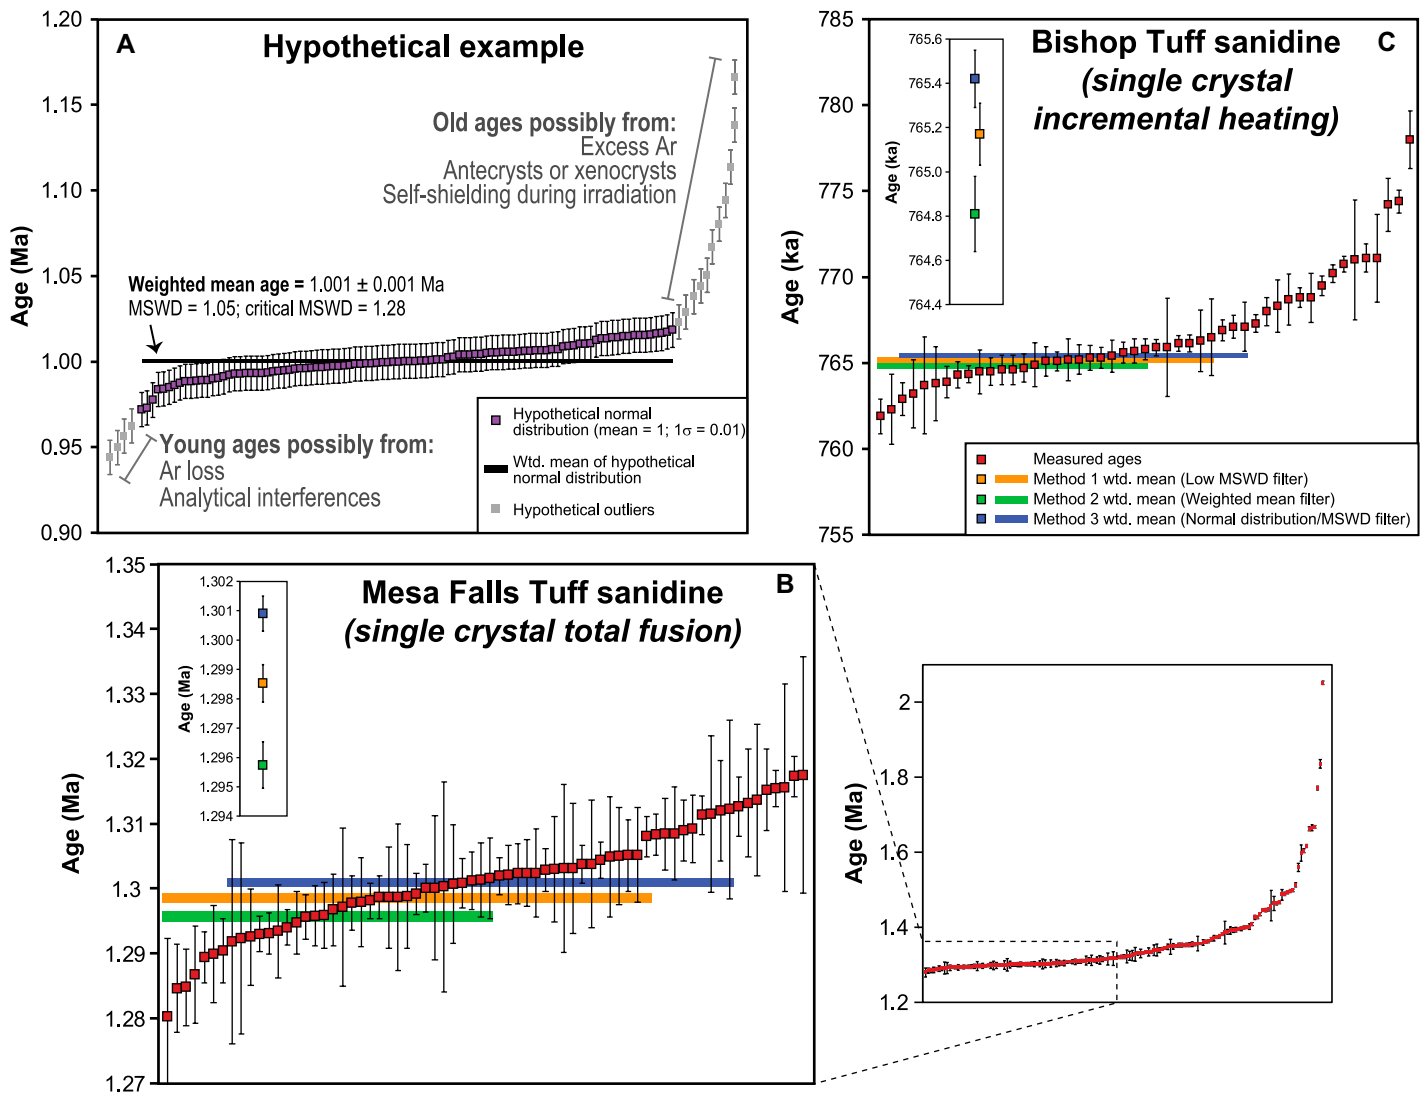 A
Hypothetical example
Age (Ma)
1.20
1.15
1.10
1.05
1.00
0.95
0.90
Old ages possibly from:
Excess Ar
Antecrysts or xenocrysts
Self-shielding during irradiation
Weighted mean age = 1.001 ± 0.001 Ma
MSWD = 1.05; critical MSWD = 1.28
Young ages possibly from:
Ar loss
Analytical interferences
Hypothetical normal
distribution (mean = 1; 1σ = 0.01)
Wtd. mean of hypothetical
normal distribution
Hypothetical outliers
C
Bishop Tuff sanidine
(single crystal
incremental heating)
Age (ka)
785
780
775
770
765
760
755
Age (ka)
765.6
765.4
765.2
765.0
764.8
764.6
764.4
Measured ages
Method 1 wtd. mean (Low MSWD filter)
Method 2 wtd. mean (Weighted mean filter)
Method 3 wtd. mean (Normal distribution/MSWD filter)
B
Mesa Falls Tuff sanidine
(single crystal total fusion)
Age (Ma)
1.35
1.34
1.33
1.32
1.31
1.3
1.29
1.28
1.27
Age (Ma)
1.302
1.301
1.300
1.299
1.298
1.297
1.296
1.295
1.294
Age (Ma)
2
1.8
1.6
1.4
1.2